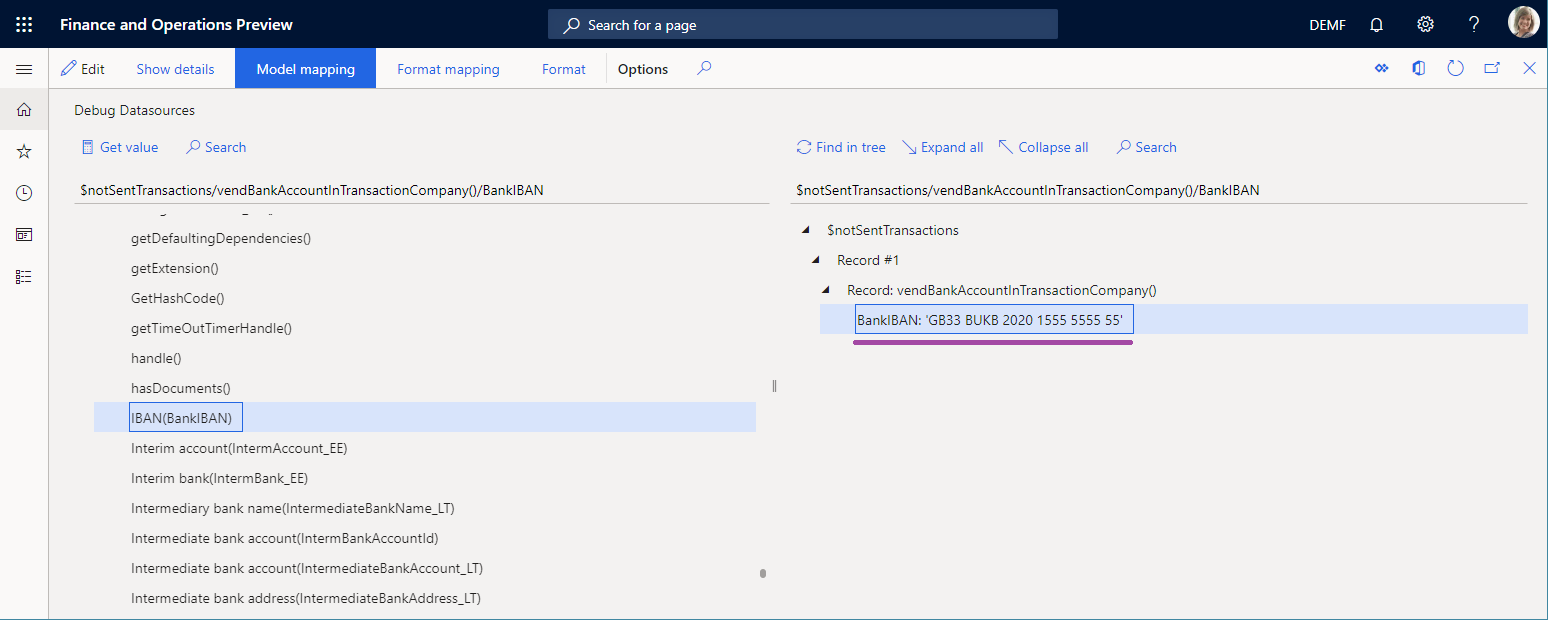 Finance and Operations Preview
Search for a page
DEMF
?
Edit
Show details
Model mapping
Format mapping
Format
Options
Debug Datasources
Get value
Search
Find in tree
Expand all
Collapse all
Search
$notSentTransactions/vendBankAccountInTransactionCompany()/BankIBAN
$notSentTransactions/vendBankAccountInTransactionCompany()/BankIBAN
getDefaultingDependencies()
getExtension()
GetHashCode()
getTimeOutTimerHandle()
handle()
hasDocuments()
IBAN(BankIBAN)
Interim account(IntermAccount_EE)
Interim bank(IntermBank_EE)
Intermediary bank name(IntermediateBankName_LT)
Intermediate bank account(IntermBankAccountId)
Intermediate bank account(IntermediateBankAccount_LT)
Intermediate bank address(IntermediateBankAddress_LT)
$notSentTransactions
Record #1
Record: vendBankAccountInTransactionCompany()
BankIBAN: 'GB33 BUKB 2020 1555 5555 55'